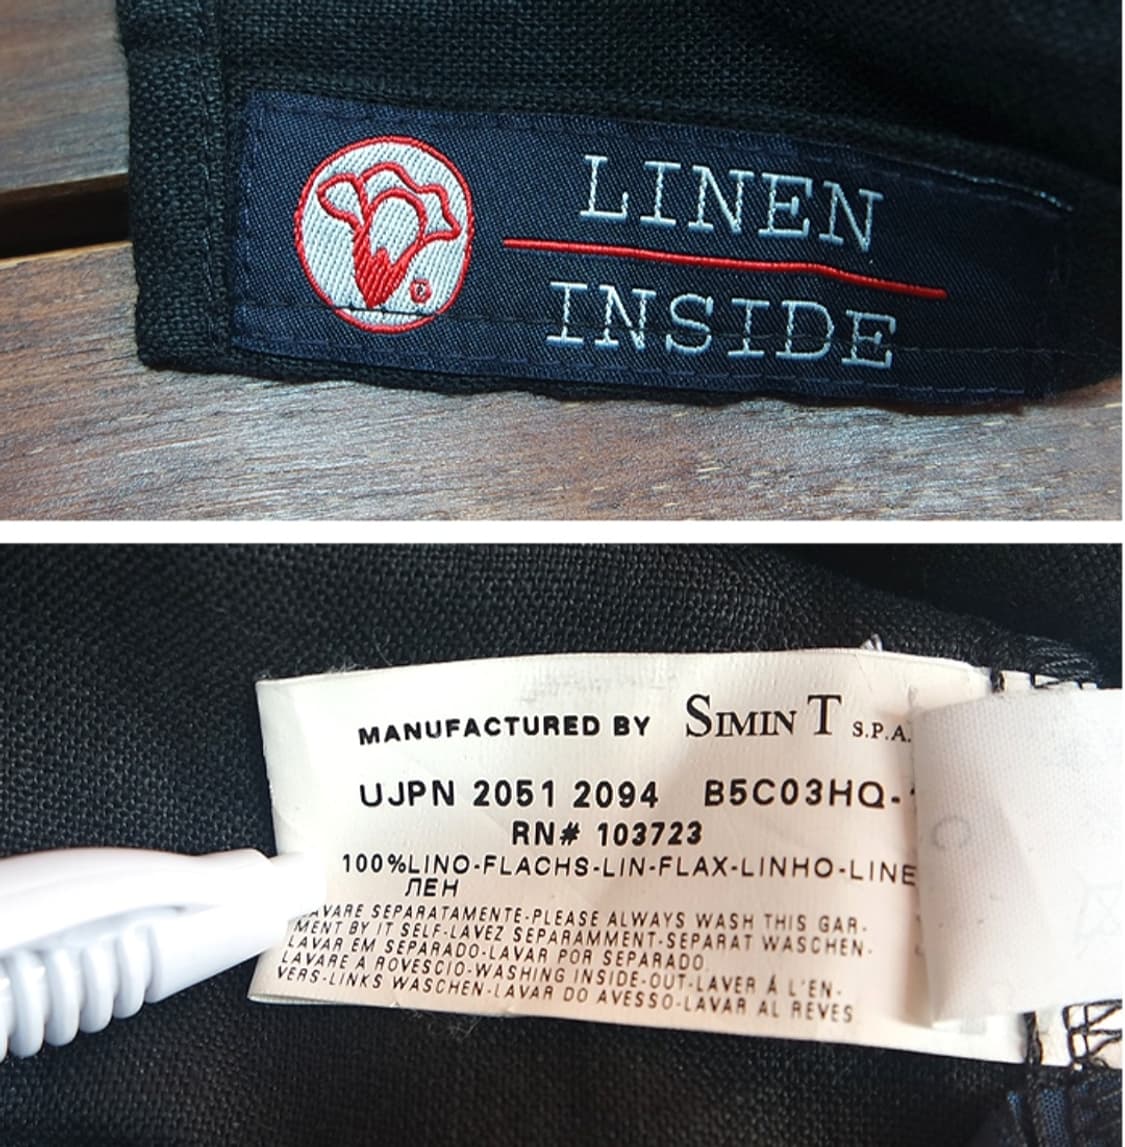 LINEN
INSIDE
MANUFACTURED BY SIMIN T S.P.A.
UJPN 2051 2094 B5C03HQ-
RN# 103723
100%LINO-FLACHS-LIN-FLAX-LINHO-LINE
ЛЕН
LAVARE SEPARATAMENTE-PLEASE ALWAYS WASH THIS GAR-
MENT BY IT SELF-LAVEZ SEPARAMMENT-SEPARAT WASCHEN-
LAVAR EM SEPARADO-LAVAR POR SEPARADO
LAVARE A ROVESCIO-WASHING INSIDE-OUT-LAVER Á L'EN-
VERS-LINKS WASCHEN-LAVAR DO AVESSO-LAVAR AL REVES